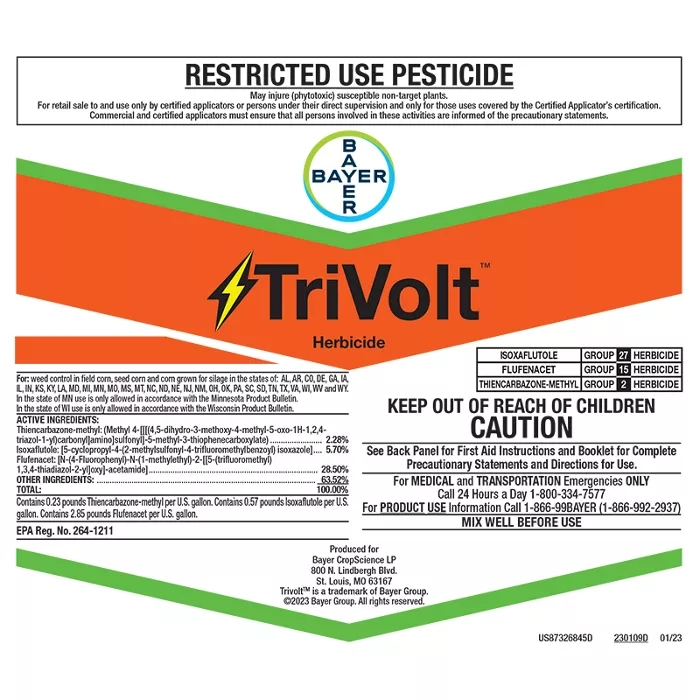 RESTRICTED USE PESTICIDE
May injure (phytotoxic) susceptible non-target plants.
For retail sale to and use only by certified applicators or persons under their direct supervision and only for those uses covered by the Certified Applicator's certification.
Commercial and certified applicators must ensure that all persons involved in these activities are informed of the precautionary statements.
BAYER
BAYER
TriVolt™
Herbicide
ISOXAFLUTOLE GROUP 27 HERBICIDE
FLUFENACET GROUP 15 HERBICIDE
THIENCARBAZONE-METHYL GROUP 2 HERBICIDE
For: weed control in field corn, seed corn and corn grown for silage in the states of: AL, AR, CO, DE, GA, IA,
IL, IN, KS, KY, LA, MD, MI, MN, MO, MS, MT, NC, ND, NE, NJ, NM, OH, OK, PA, SC, SD, TN, TX, VA, WI, WV and WY.
In the state of MN use is only allowed in accordance with the Minnesota Product Bulletin.
In the state of WI use is only allowed in accordance with the Wisconsin Product Bulletin.
ACTIVE INGREDIENTS:
Thiencarbazone-methyl: (Methyl 4-[[[(4,5-dihydro-3-methoxy-4-methyl-5-oxo-1H-1,2,4-
triazol-1-yl)carbonyl]amino]sulfonyl]-5-methyl-3-thiophenecarboxylate) .................... 2.28%
Isoxaflutole: [5-cyclopropyl-4-(2-methylsulfonyl-4-trifluoromethylbenzoyl) isoxazole].... 5.70%
Flufenacet: [N-(4-Fluorophenyl)-N-(1-methylethyl)-2-[[5-(trifluoromethyl)
1,3,4-thiadiazol-2-yl]oxy]-acetamide] .................... 28.50%
OTHER INGREDIENTS: .................... 63.52%
TOTAL: .................... 100.00%
Contains 0.23 pounds Thiencarbazone-methyl per U.S. gallon. Contains 0.57 pounds Isoxaflutole per U.S.
gallon. Contains 2.85 pounds Flufenacet per U.S. gallon.
EPA Reg. No. 264-1211
KEEP OUT OF REACH OF CHILDREN
CAUTION
See Back Panel for First Aid Instructions and Booklet for Complete
Precautionary Statements and Directions for Use.
For MEDICAL and TRANSPORTATION Emergencies ONLY
Call 24 Hours a Day 1-800-334-7577
For PRODUCT USE Information Call 1-866-99BAYER (1-866-992-2937)
MIX WELL BEFORE USE
Produced for
Bayer CropScience LP
800 N. Lindbergh Blvd.
St. Louis, MO 63167
TriVolt™ is a trademark of Bayer Group.
©2023 Bayer Group. All rights reserved.
US87326845D 230109D 01/23